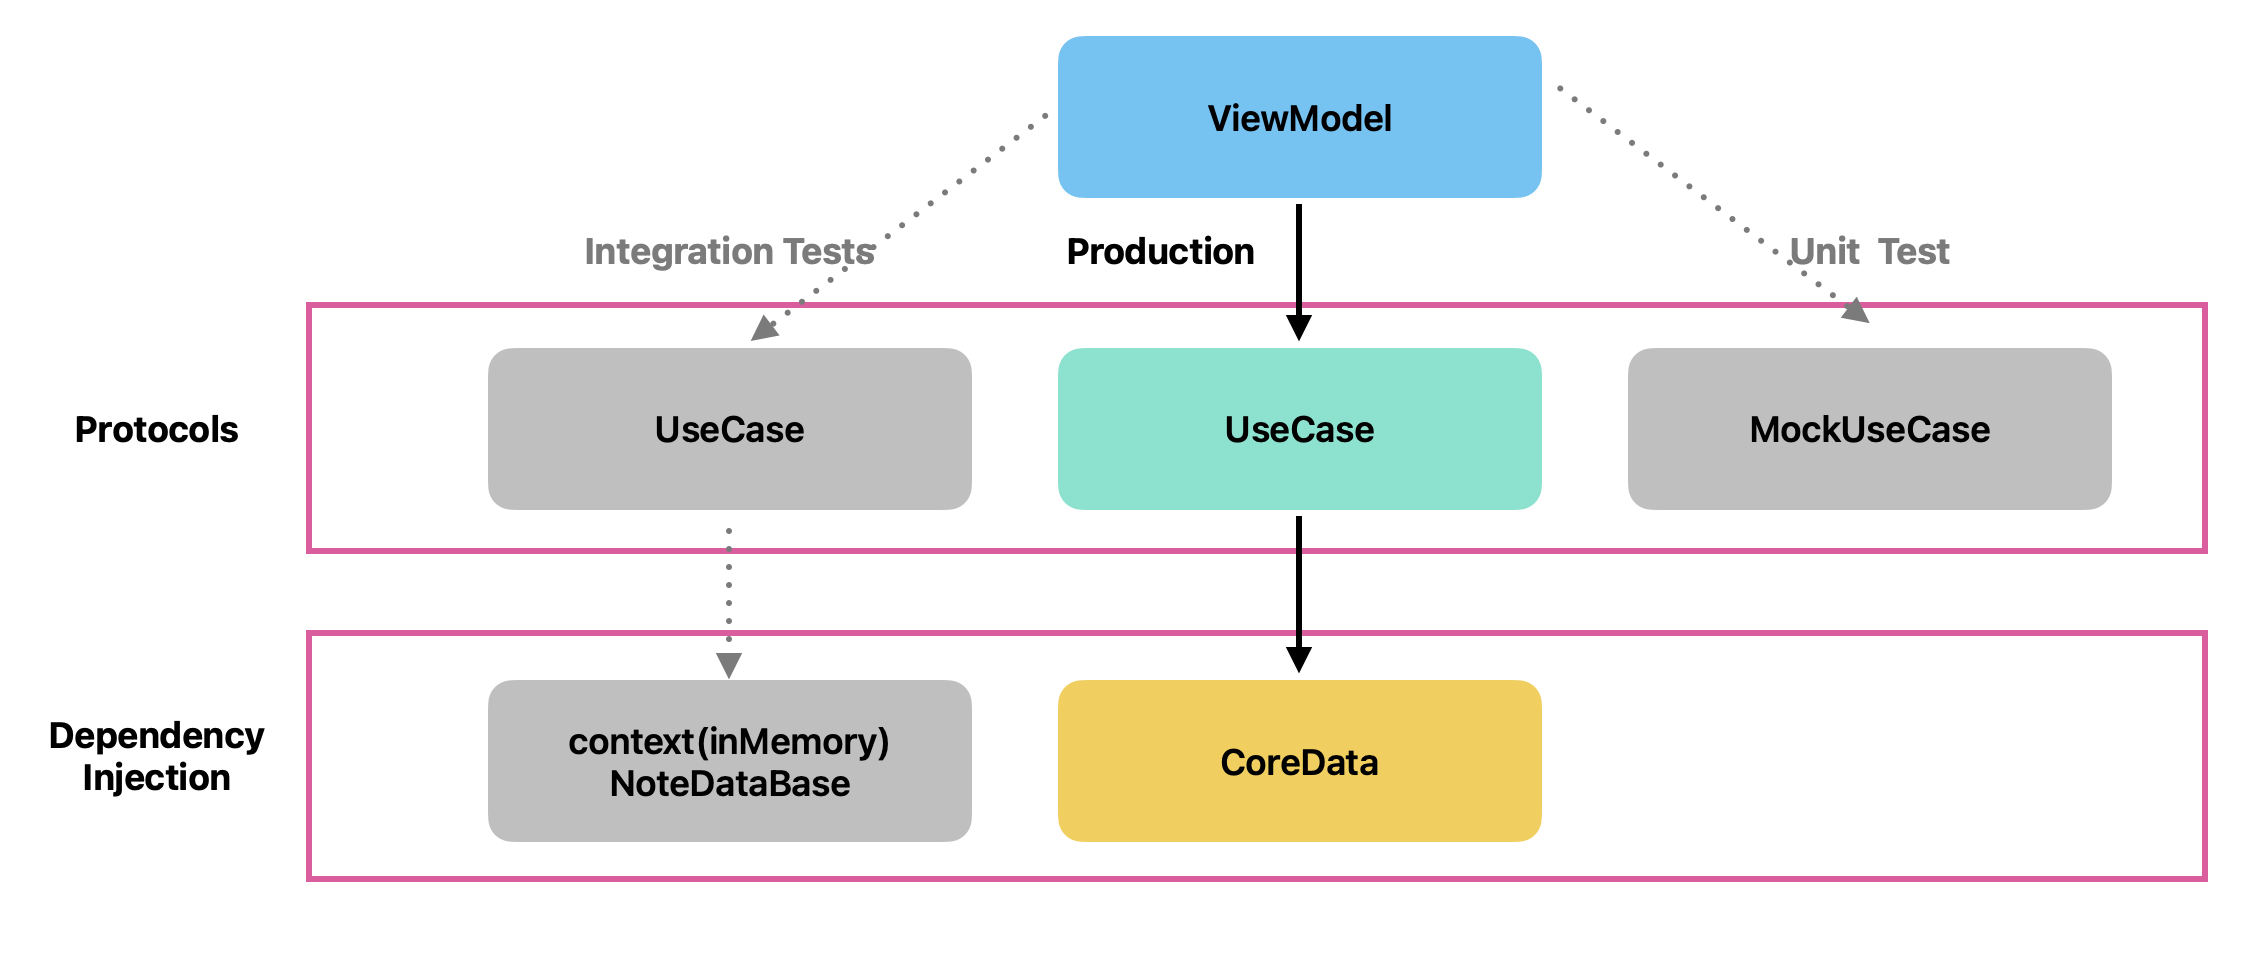 ViewModel
Integration Tests
Production
Unit  Test
Protocols
UseCase
UseCase
MockUseCase
Dependency
Injection
context(inMemory)
NoteDataBase
CoreData